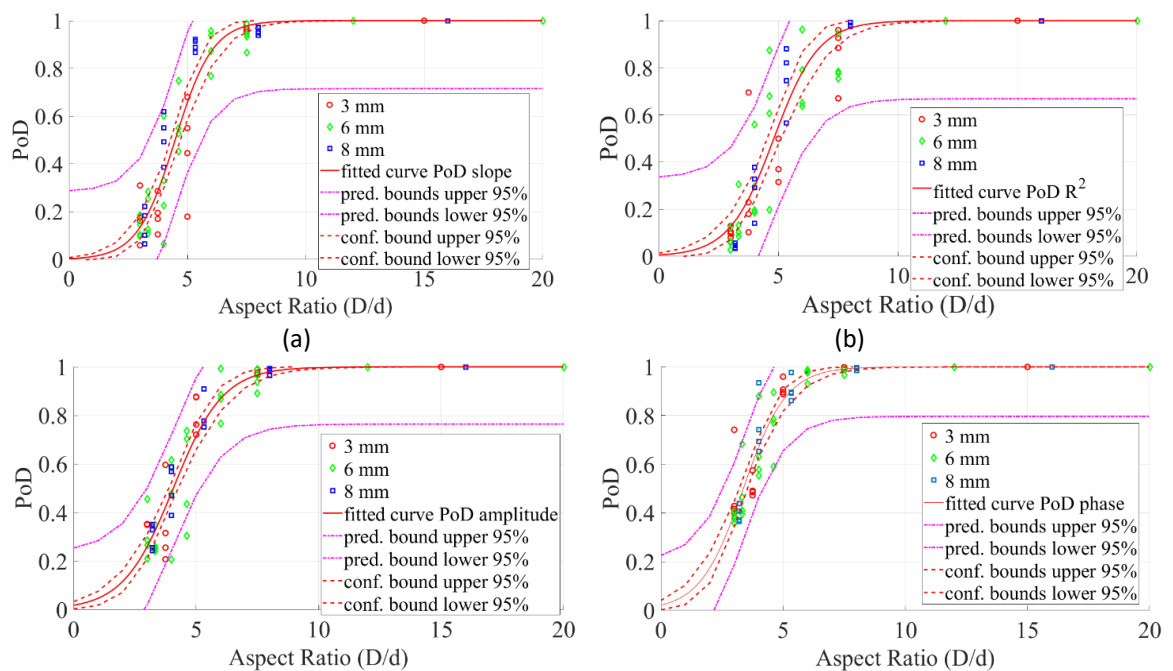 1
0.8
0.6
0.4
0.2
0
PoD
0 5 10 15 20
Aspect Ratio (D/d)
3 mm
6 mm
8 mm
fitted curve PoD slope
pred. bounds upper 95%
pred. bounds lower 95%
conf. bound upper 95%
conf. bound lower 95%
(a)
1
0.8
0.6
0.4
0.2
0
PoD
0 5 10 15 20
Aspect Ratio (D/d)
3 mm
6 mm
8 mm
fitted curve PoD R²
pred. bounds upper 95%
pred. bounds lower 95%
conf. bounds upper 95%
conf. bounds lower 95%
(b)
1
0.8
0.6
0.4
0.2
0
PoD
0 5 10 15 20
Aspect Ratio (D/d)
3 mm
6 mm
8 mm
fitted curve PoD amplitude
pred. bound upper 95%
pred. bound lower 95%
conf. bound upper 95%
conf. bound lower 95%
1
0.8
0.6
0.4
0.2
0
PoD
0 5 10 15 20
Aspect Ratio (D/d)
3 mm
6 mm
8 mm
fitted curve PoD phase
pred. bounds upper 95%
pred. bounds lower 95%
conf. bounds upper 95%
conf. bounds lower 95%